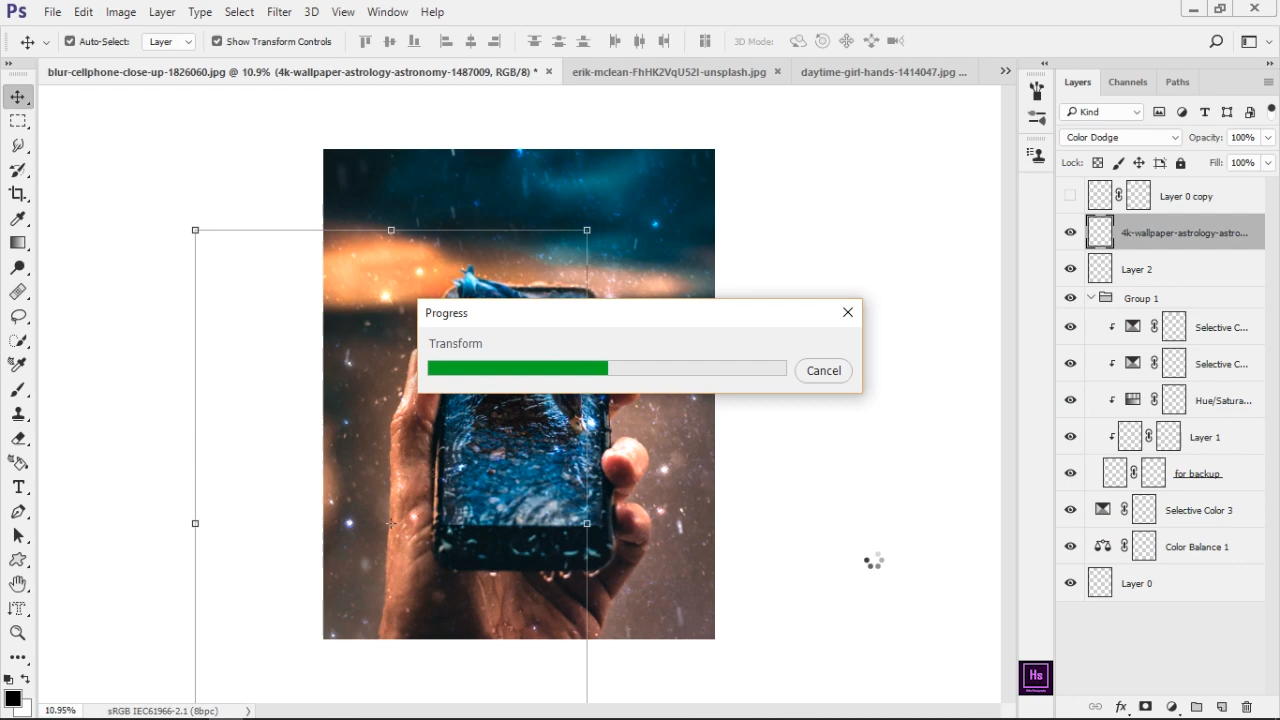 Ps File Edit Image Layer Type Select Filter 3D View Window Help
Auto-Select: Layer Show Transform Controls 3D Mode:
blur-cellphone-close-up-1826060.jpg @ 10.9% (4k-wallpaper-astrology-astronomy-1487009, RGB/8) *
erik-mclean-FhHK2VqU52I-unsplash.jpg
daytime-girl-hands-1414047.jpg ...
Layers Channels Paths
Kind
Color Dodge Opacity: 100%
Lock: Fill: 100%
Layer 0 copy
4k-wallpaper-astrology-astro...
Layer 2
Group 1
Selective C...
Selective C...
Hue/Satura...
Layer 1
for backup
Selective Color 3
Color Balance 1
Layer 0
Progress
Transform
Cancel
Hs
10.95% sRGB IEC61966-2.1 (8bpc)